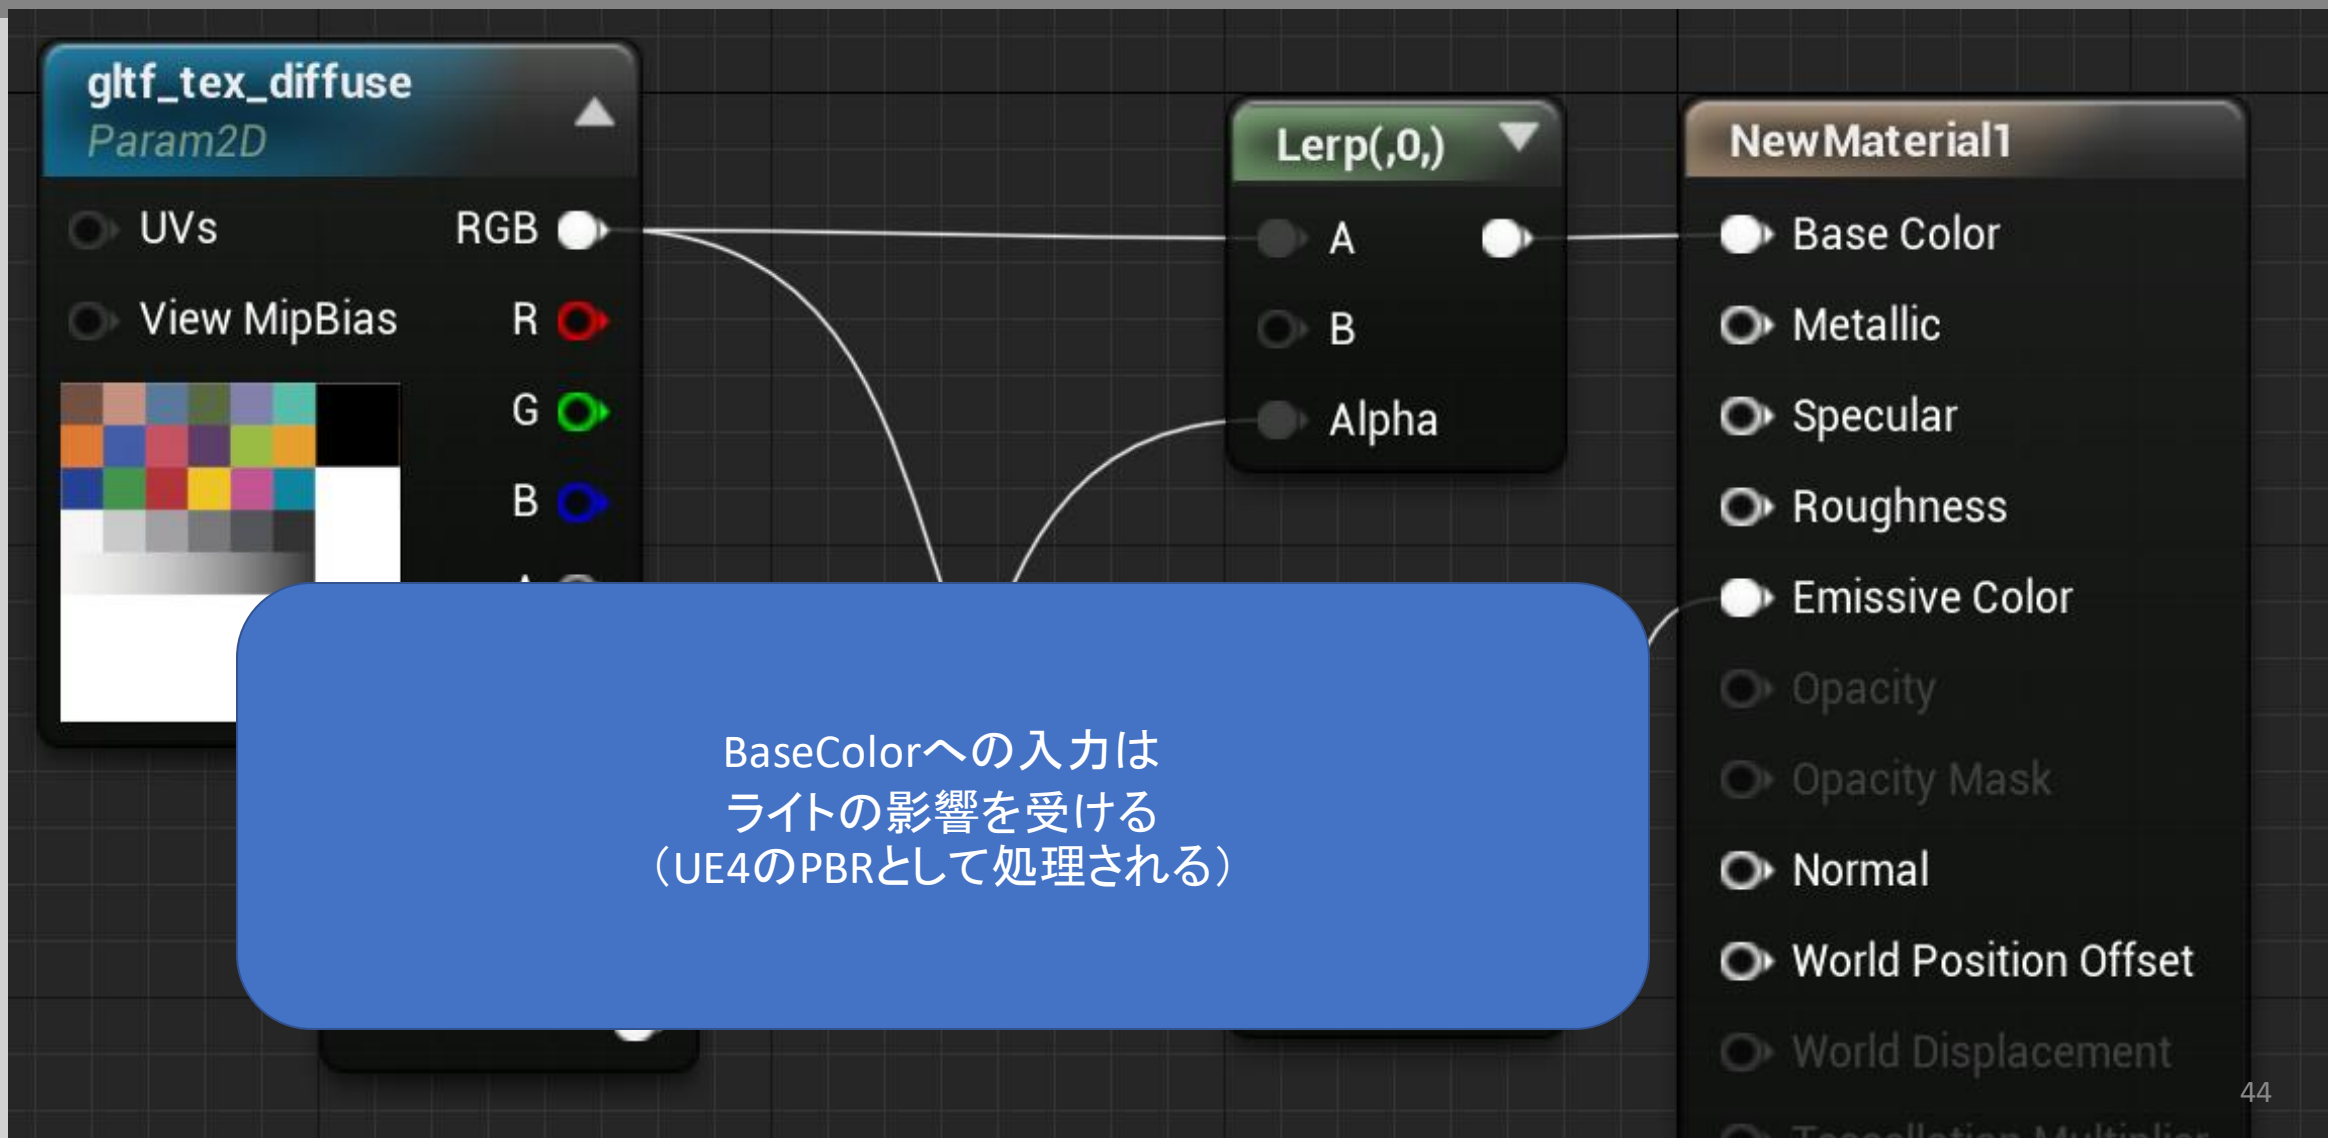 gltf_tex_diffuse
Param2D
UVs
RGB
View MipBias
R
G
B
Lerp(,0,)
A
B
Alpha
NewMaterial1
Base Color
Metallic
Specular
Roughness
Emissive Color
Opacity
Opacity Mask
Normal
World Position Offset
World Displacement
BaseColorへの入力は
ライトの影響を受ける
（UE4のPBRとして処理される）
44